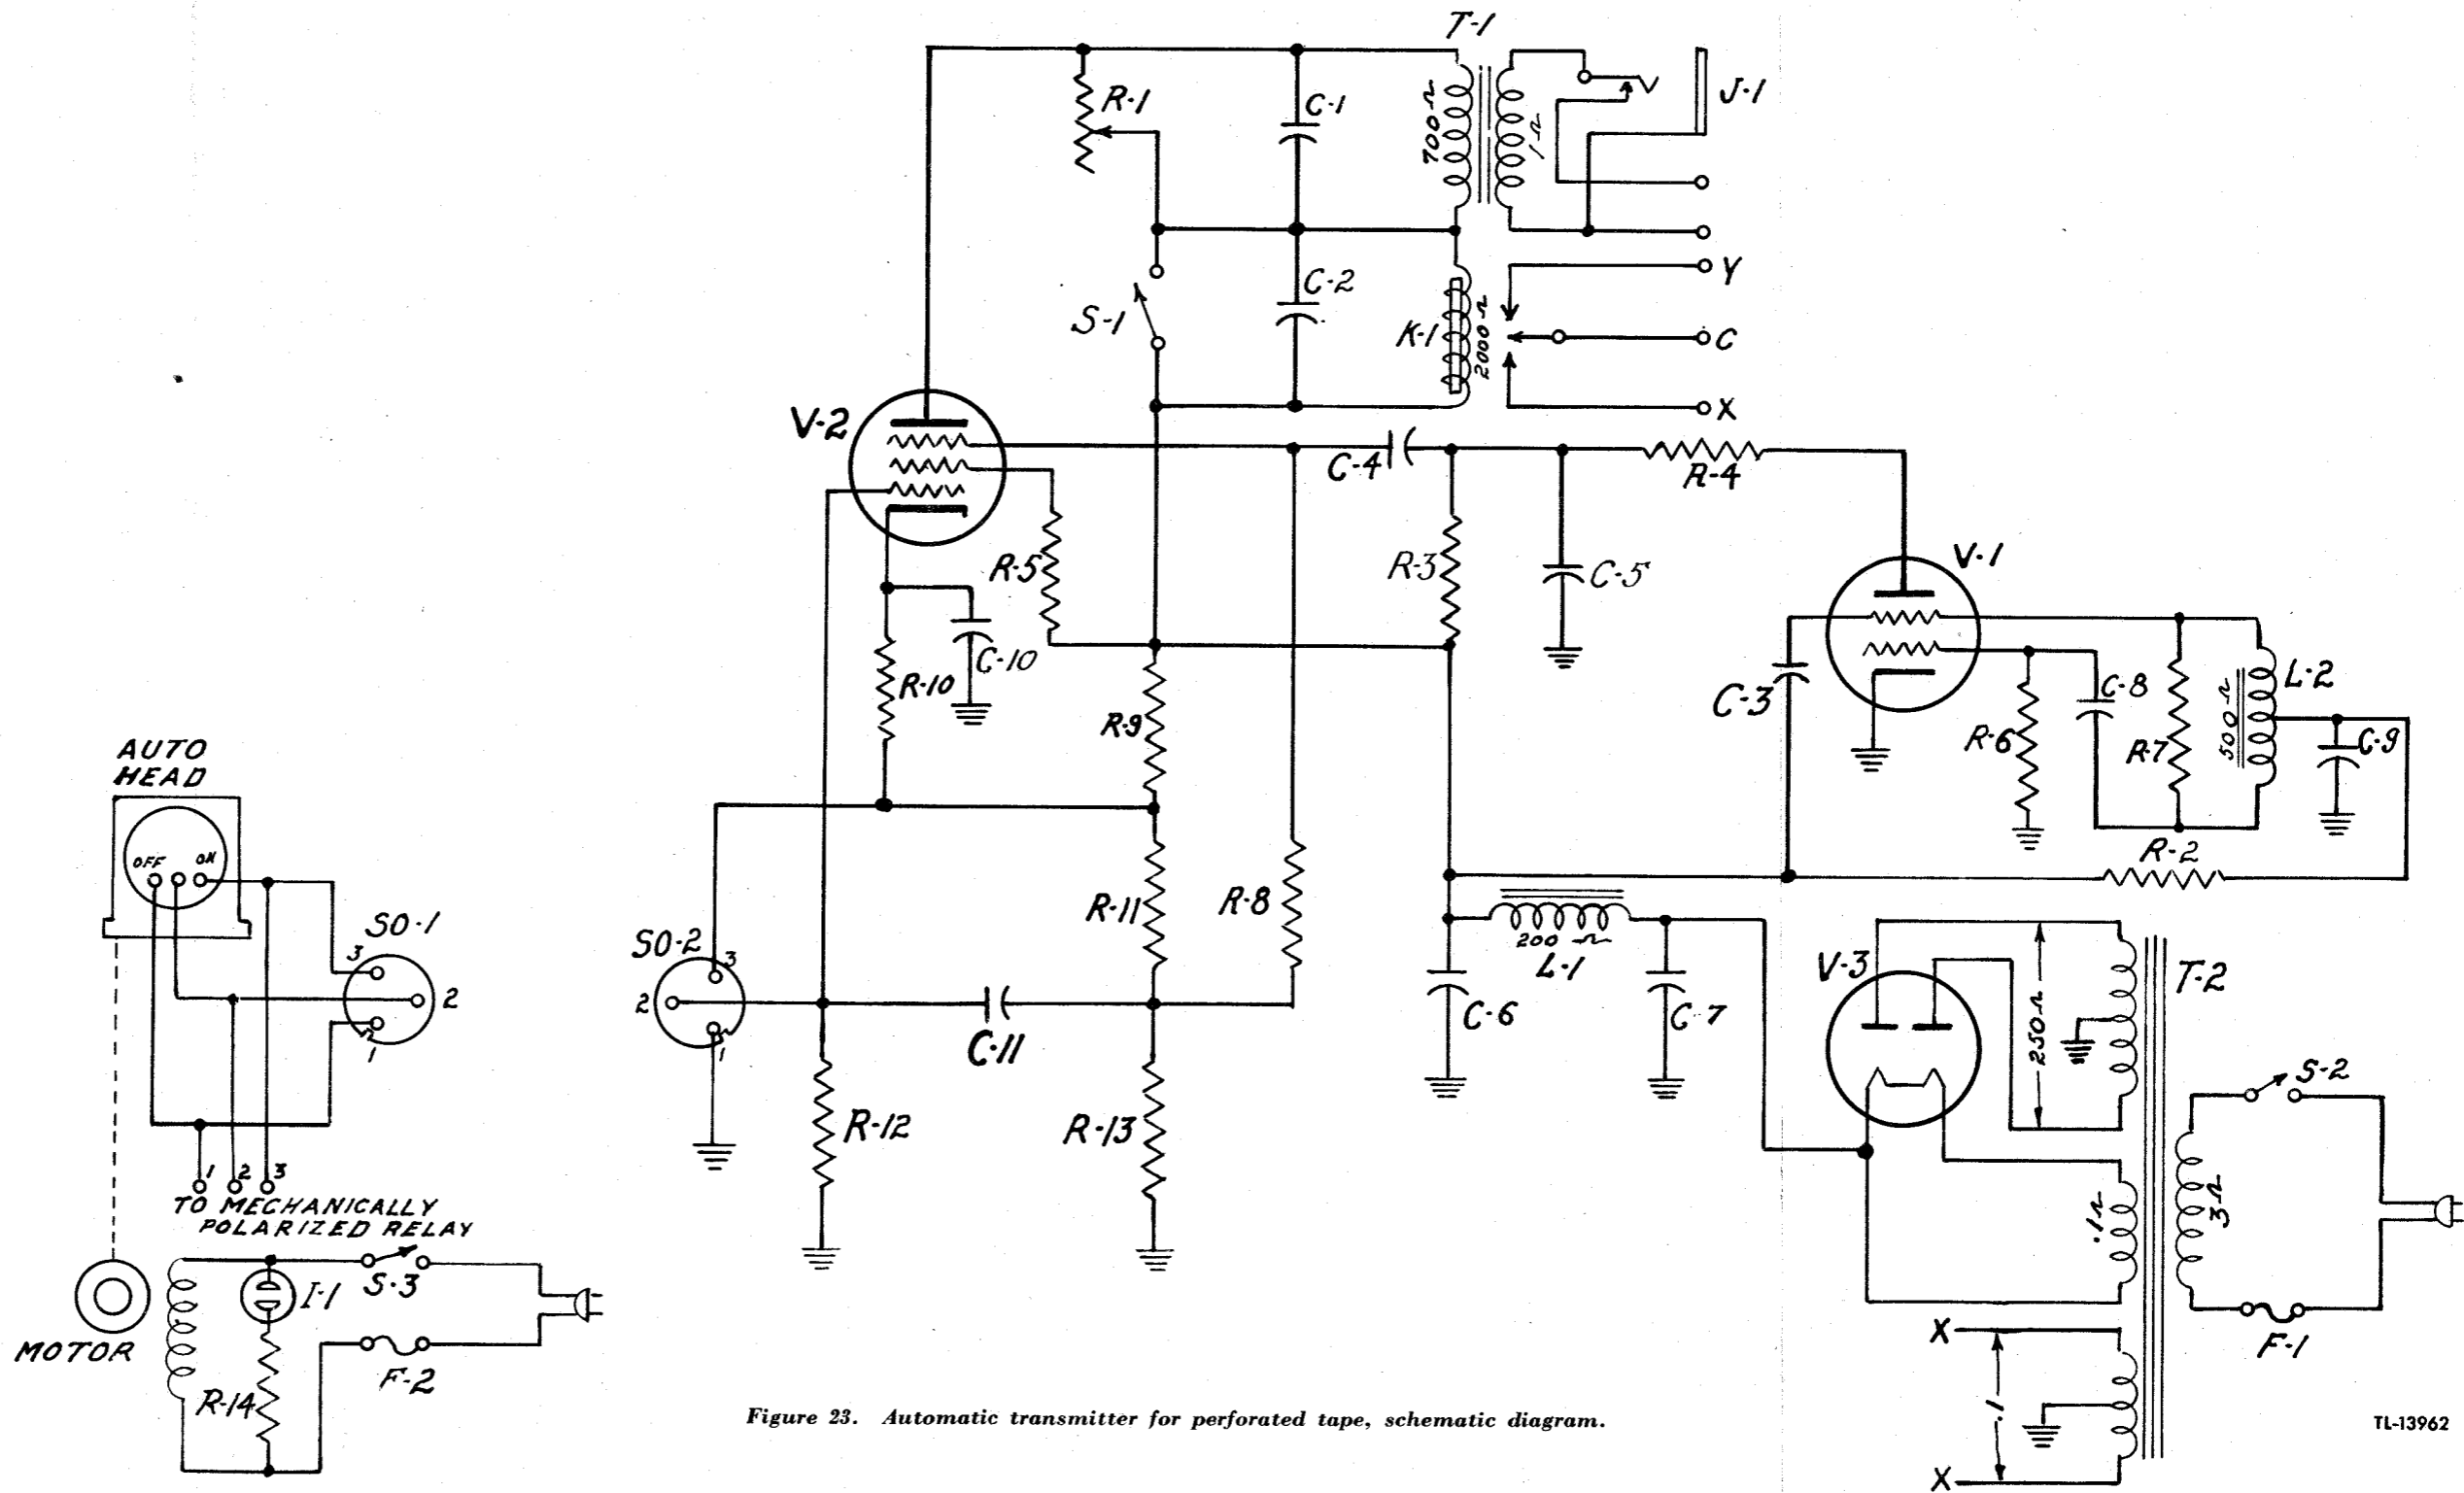 T-1
R-1
C-1
700Ω
1Ω
J-1
C-2
S-1
K-1
2000Ω
Y
C
X
V-2
C-4
R-4
R-5
R-3
C-5
V-1
C-10
R-10
C-3
R-9
R-6
C-8
R-7
500Ω
L-2
C-9
R-2
AUTO
HEAD
OFF
ON
SO-1
3
2
1
SO-2
3
2
1
R-11
R-8
200Ω
L-1
C-6
C-7
V-3
250Ω
T-2
C-11
R-12
R-13
S-2
.1Ω
3Ω
F-1
1
2
3
TO MECHANICALLY
POLARIZED RELAY
I-1
S-3
MOTOR
R-14
F-2
X
.1
X
Figure 23. Automatic transmitter for perforated tape, schematic diagram.
TL-13962